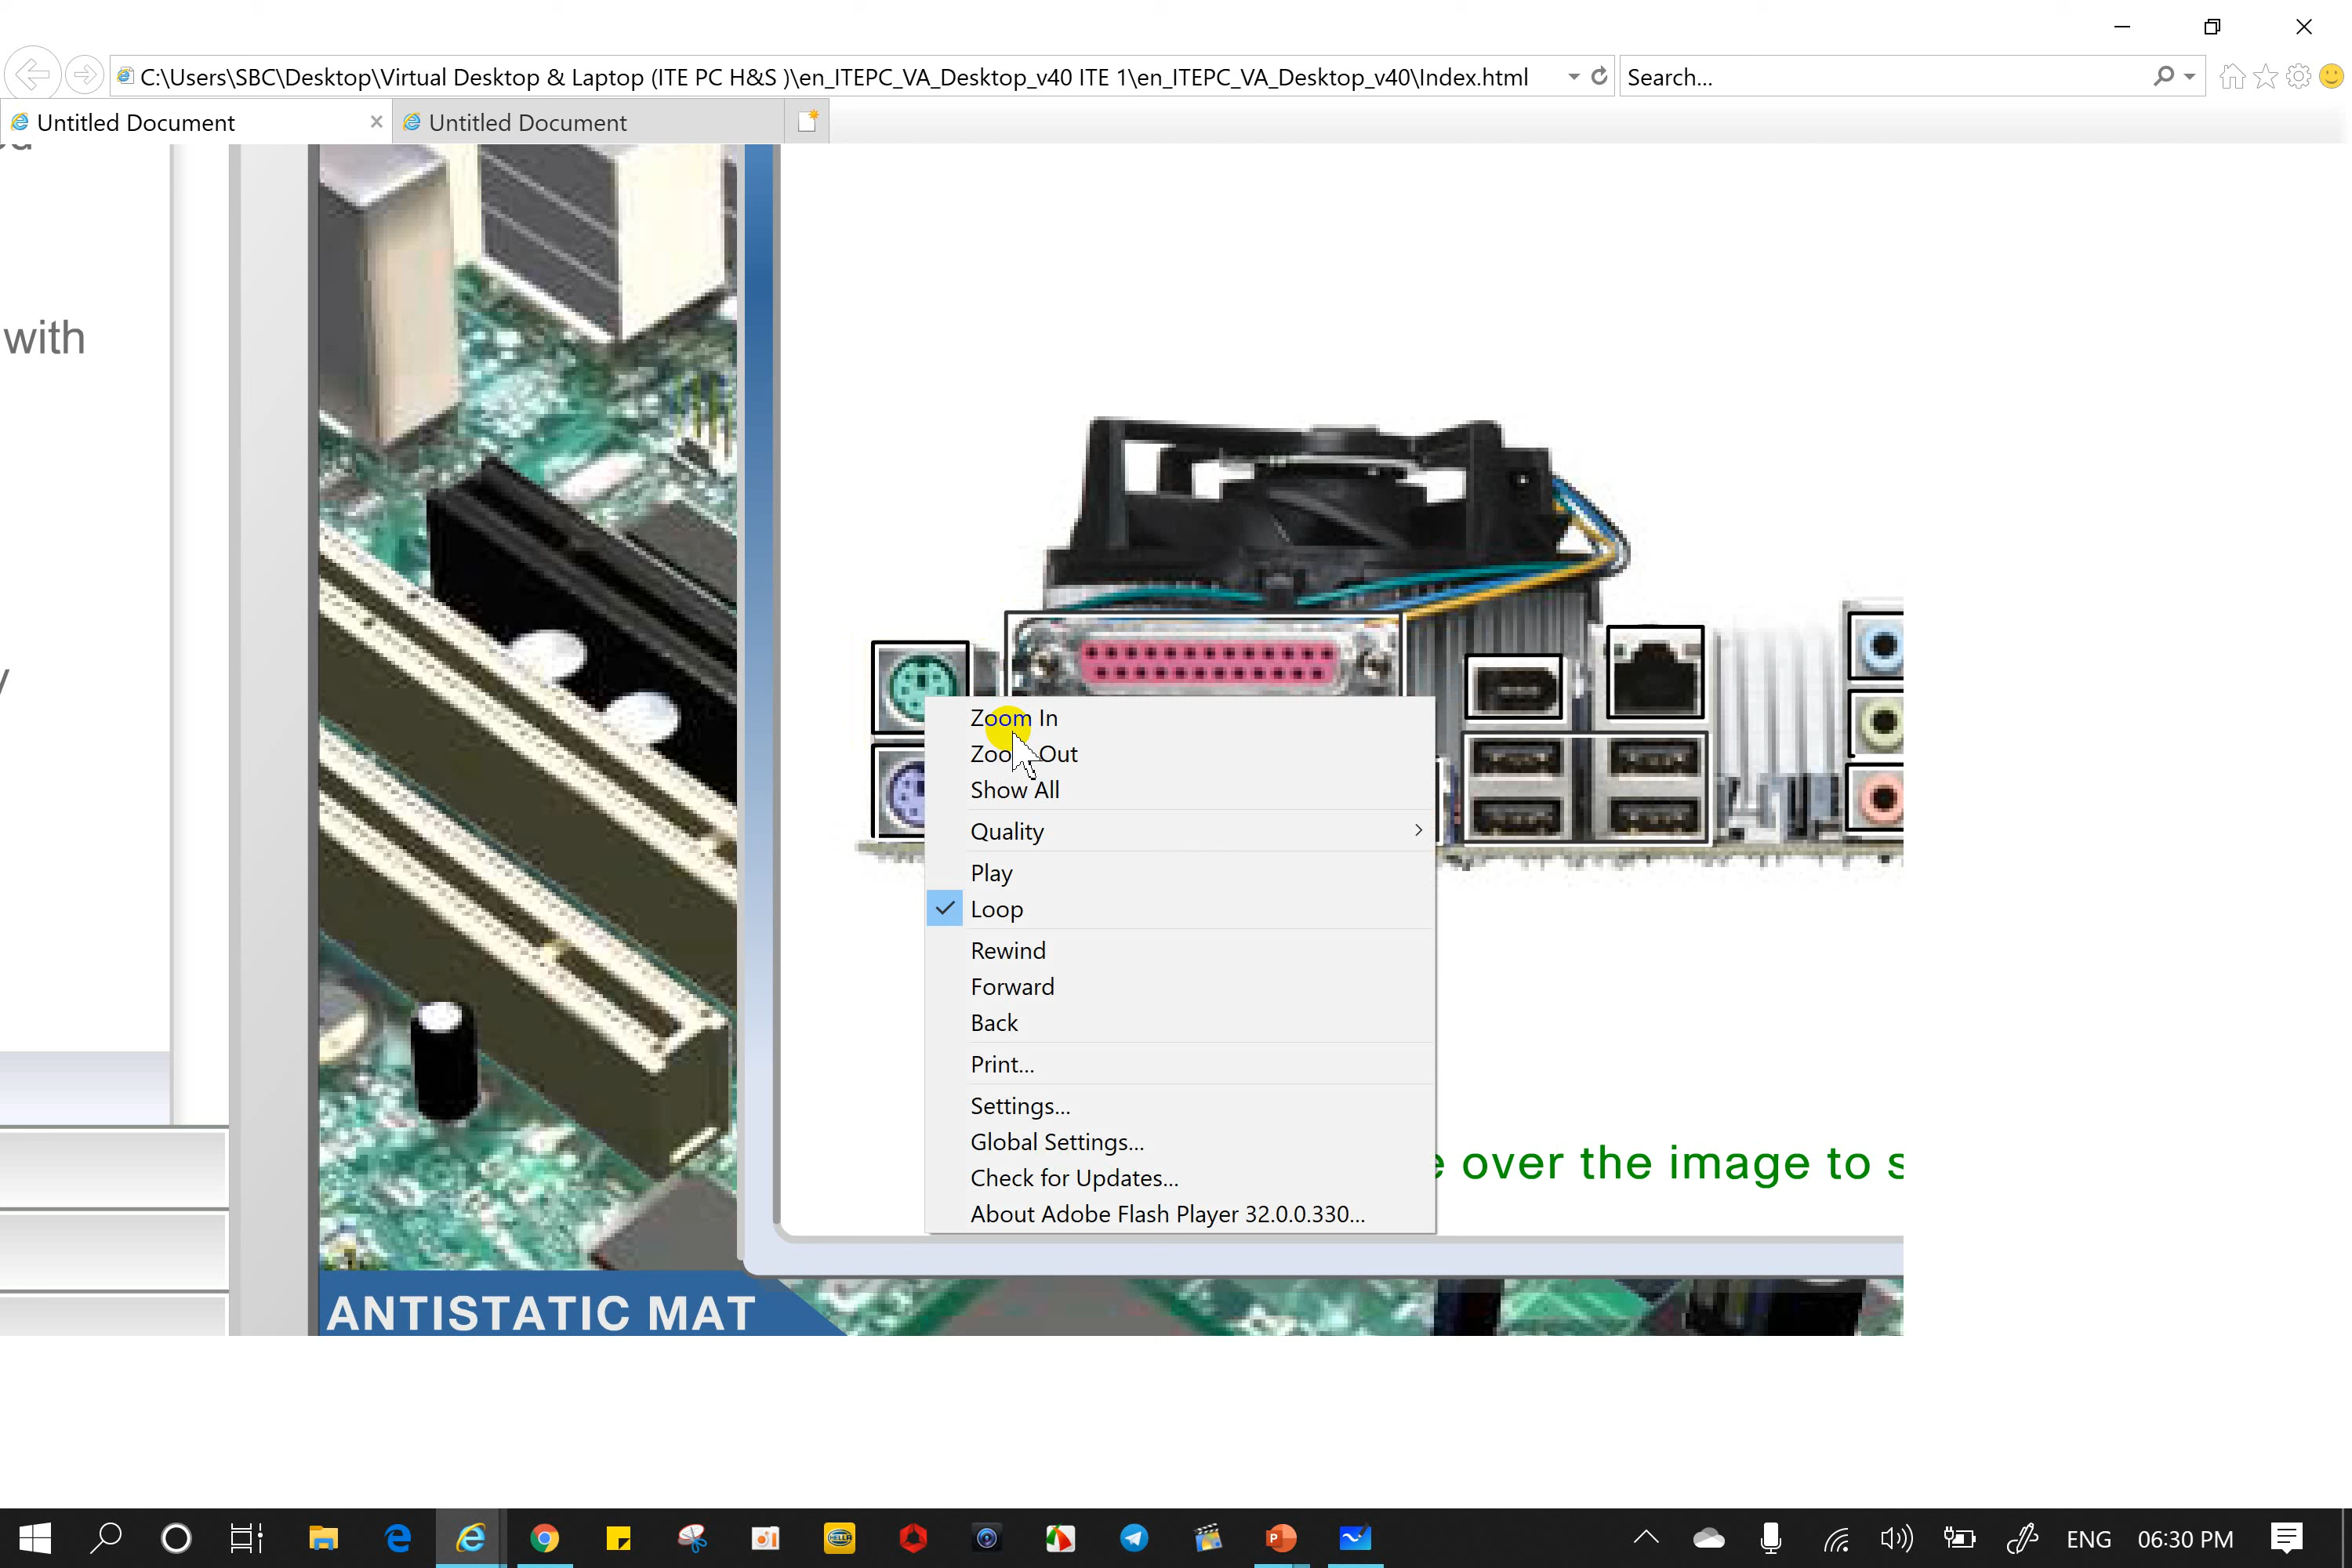 C:\Users\SBC\Desktop\Virtual Desktop & Laptop (ITE PC H&S )\en_ITEPC_VA_Desktop_v40 ITE 1\en_ITEPC_VA_Desktop_v40\Index.html
Search...
Untitled Document
Untitled Document
with
Zoom In
Zoom Out
Show All
Quality
Play
Loop
Rewind
Forward
Back
Print...
Settings...
Global Settings...
Check for Updates...
About Adobe Flash Player 32.0.0.330...
over the image to s
ANTISTATIC MAT
HELLA
ENG
06:30 PM